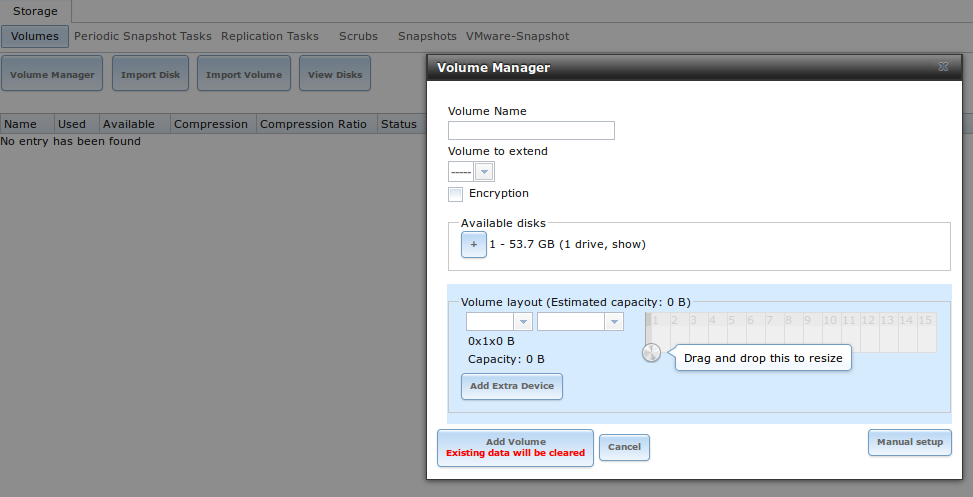 Storage
Volumes Periodic Snapshot Tasks Replication Tasks Scrubs Snapshots VMware-Snapshot
Volume Manager Import Disk Import Volume View Disks
Name Used Available Compression Compression Ratio Status
No entry has been found
Volume Manager
Volume Name
Volume to extend
-----
Encryption
Available disks
+ 1 - 53.7 GB (1 drive, show)
Volume layout (Estimated capacity: 0 B)
1 2 3 4 5 6 7 8 9 10 11 12 13 14 15
0x1x0 B
Capacity: 0 B
Drag and drop this to resize
Add Extra Device
Add Volume
Existing data will be cleared
Cancel
Manual setup